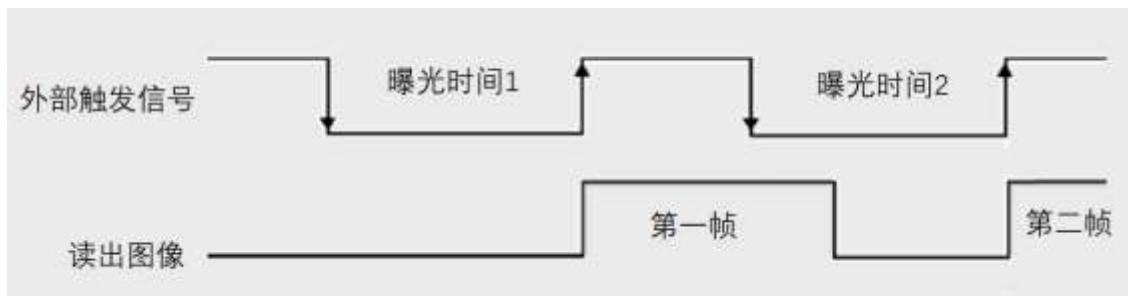 曝光时间1
曝光时间2
外部触发信号
第一帧
第二帧
读出图像